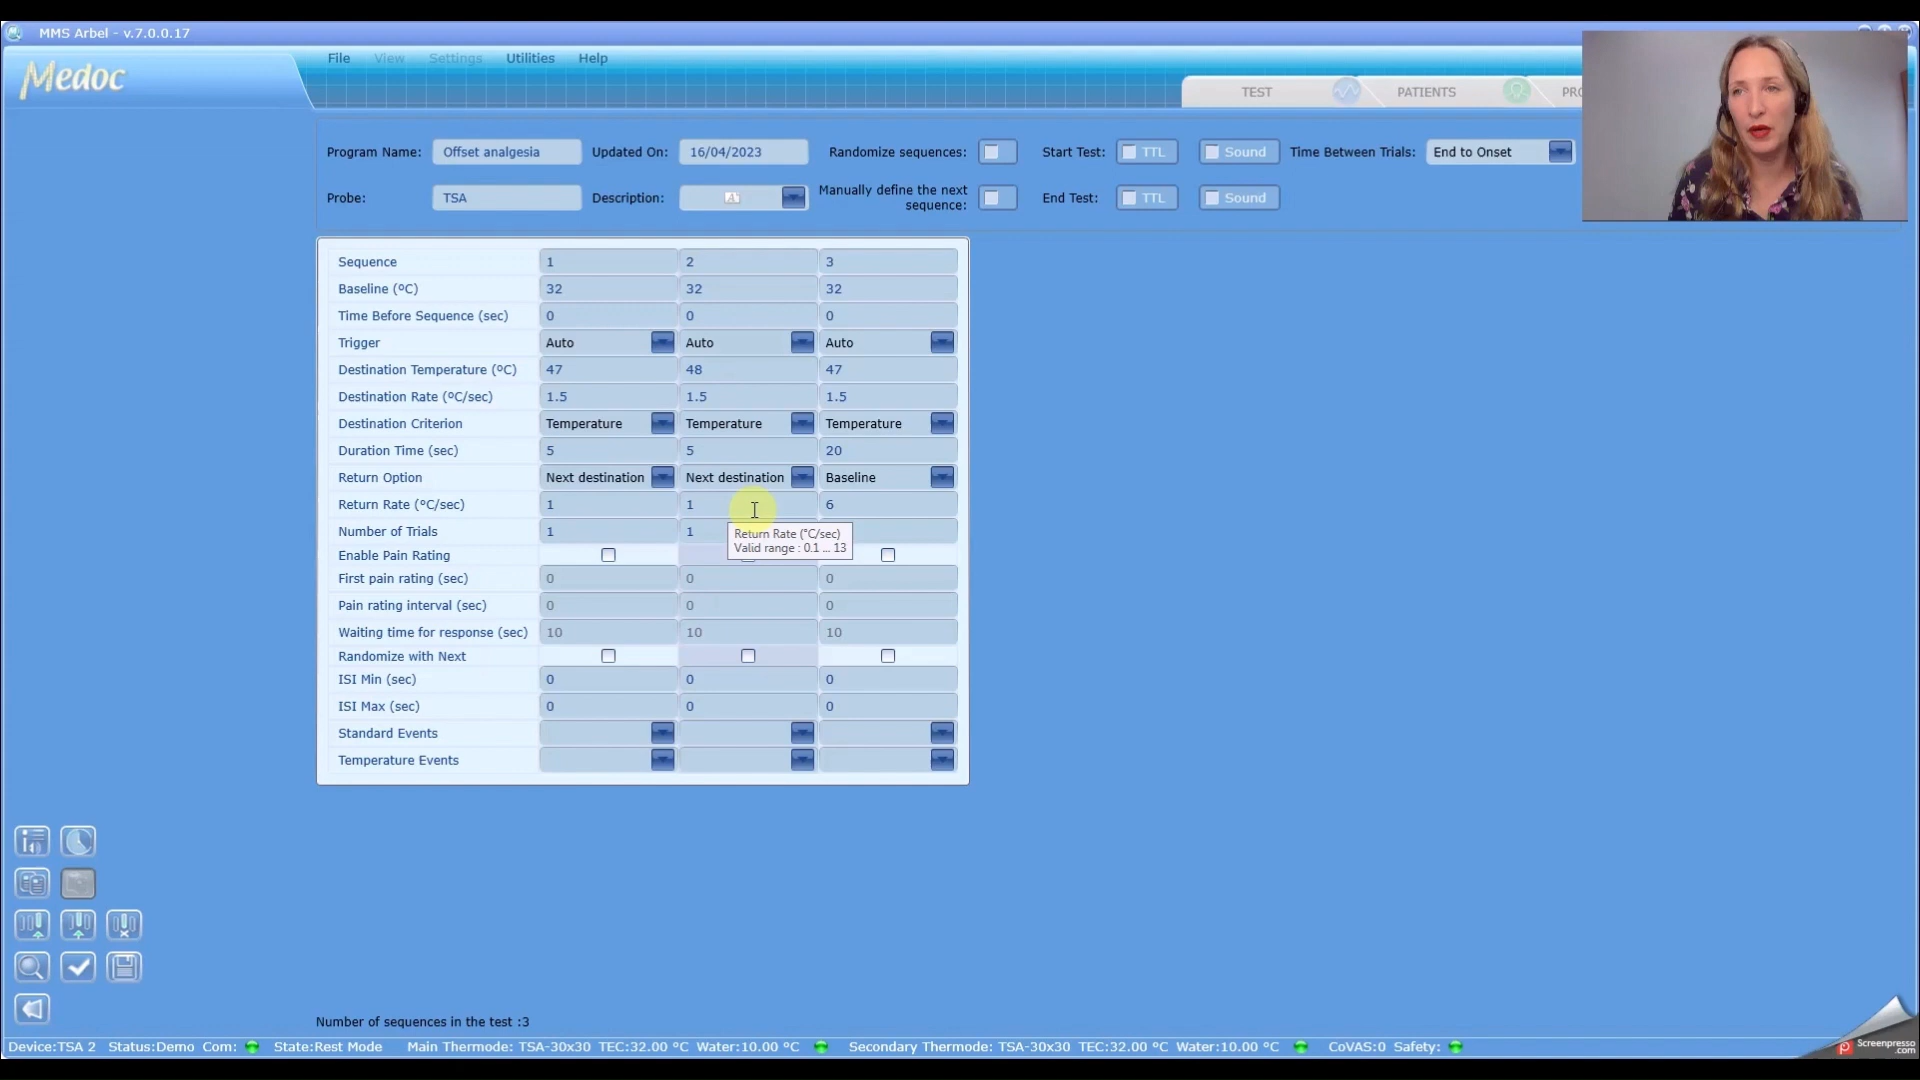 MMS Arbel - v.7.0.0.17
Medoc
File View Settings Utilities Help
TEST PATIENTS PRO
Program Name: Offset analgesia Updated On: 16/04/2023 Randomize sequences: Start Test: TTL Sound Time Between Trials: End to Onset
Probe: TSA Description: A Manually define the next sequence: End Test: TTL Sound
Sequence 1 2 3
Baseline (ºC) 32 32 32
Time Before Sequence (sec) 0 0 0
Trigger Auto Auto Auto
Destination Temperature (ºC) 47 48 47
Destination Rate (ºC/sec) 1.5 1.5 1.5
Destination Criterion Temperature Temperature Temperature
Duration Time (sec) 5 5 20
Return Option Next destination Next destination Baseline
Return Rate (°C/sec) 1 1 6
Number of Trials 1 1
Return Rate (°C/sec)
Valid range : 0.1 ... 13
Enable Pain Rating
First pain rating (sec) 0 0 0
Pain rating interval (sec) 0 0 0
Waiting time for response (sec) 10 10 10
Randomize with Next
ISI Min (sec) 0 0 0
ISI Max (sec) 0 0 0
Standard Events
Temperature Events
Number of sequences in the test :3
Device:TSA 2 Status:Demo Com: State:Rest Mode Main Thermode: TSA-30x30 TEC:32.00 °C Water:10.00 °C Secondary Thermode: TSA-30x30 TEC:32.00 °C Water:10.00 °C CoVAS:0 Safety:
Screenpresso
.com